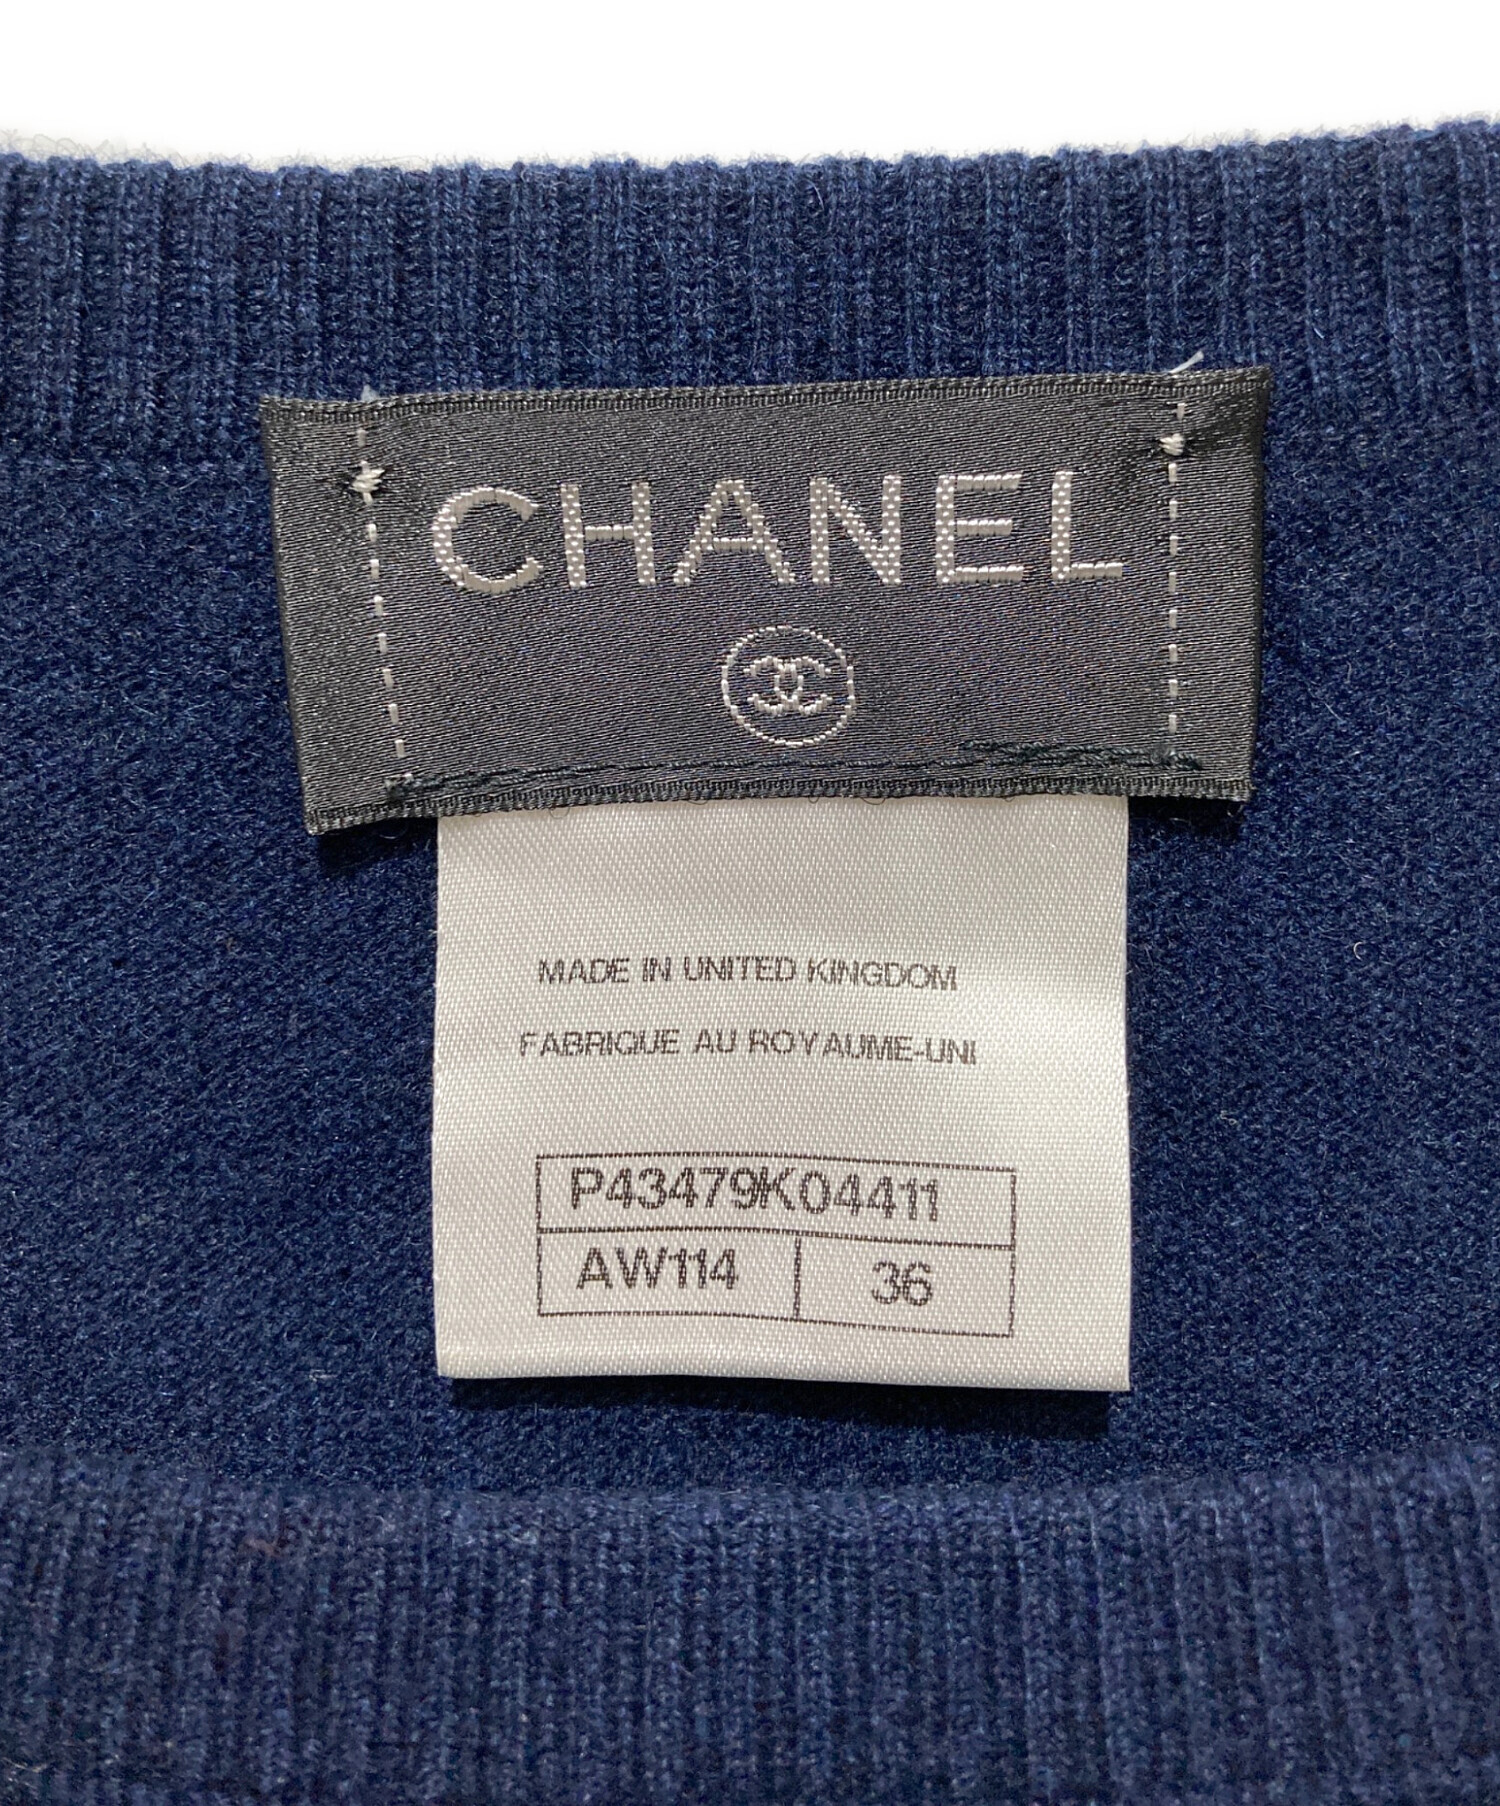 CHANEL
MADE IN UNITED KINGDOM
FABRIQUE AU ROYAUME-UNI
P43479K04411
AW114 36